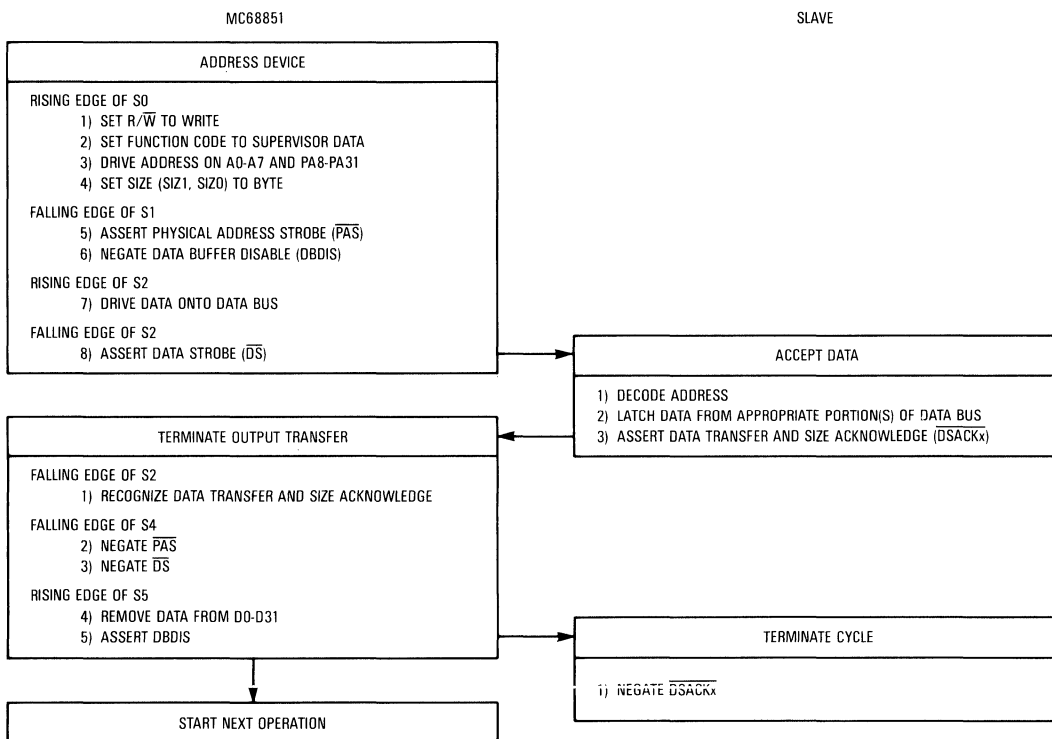 MC68851
SLAVE
ADDRESS DEVICE
RISING EDGE OF S0
1) SET R/W̅ TO WRITE
2) SET FUNCTION CODE TO SUPERVISOR DATA
3) DRIVE ADDRESS ON A0-A7 AND PA8-PA31
4) SET SIZE (SIZ1, SIZ0) TO BYTE
FALLING EDGE OF S1
5) ASSERT PHYSICAL ADDRESS STROBE (P̅A̅S̅)
6) NEGATE DATA BUFFER DISABLE (DBDIS)
RISING EDGE OF S2
7) DRIVE DATA ONTO DATA BUS
FALLING EDGE OF S2
8) ASSERT DATA STROBE (D̅S̅)
ACCEPT DATA
1) DECODE ADDRESS
2) LATCH DATA FROM APPROPRIATE PORTION(S) OF DATA BUS
3) ASSERT DATA TRANSFER AND SIZE ACKNOWLEDGE (D̅S̅A̅C̅K̅x̅)
TERMINATE OUTPUT TRANSFER
FALLING EDGE OF S2
1) RECOGNIZE DATA TRANSFER AND SIZE ACKNOWLEDGE
FALLING EDGE OF S4
2) NEGATE P̅A̅S̅
3) NEGATE D̅S̅
RISING EDGE OF S5
4) REMOVE DATA FROM D0-D31
5) ASSERT DBDIS
TERMINATE CYCLE
1) NEGATE D̅S̅A̅C̅K̅x̅
START NEXT OPERATION